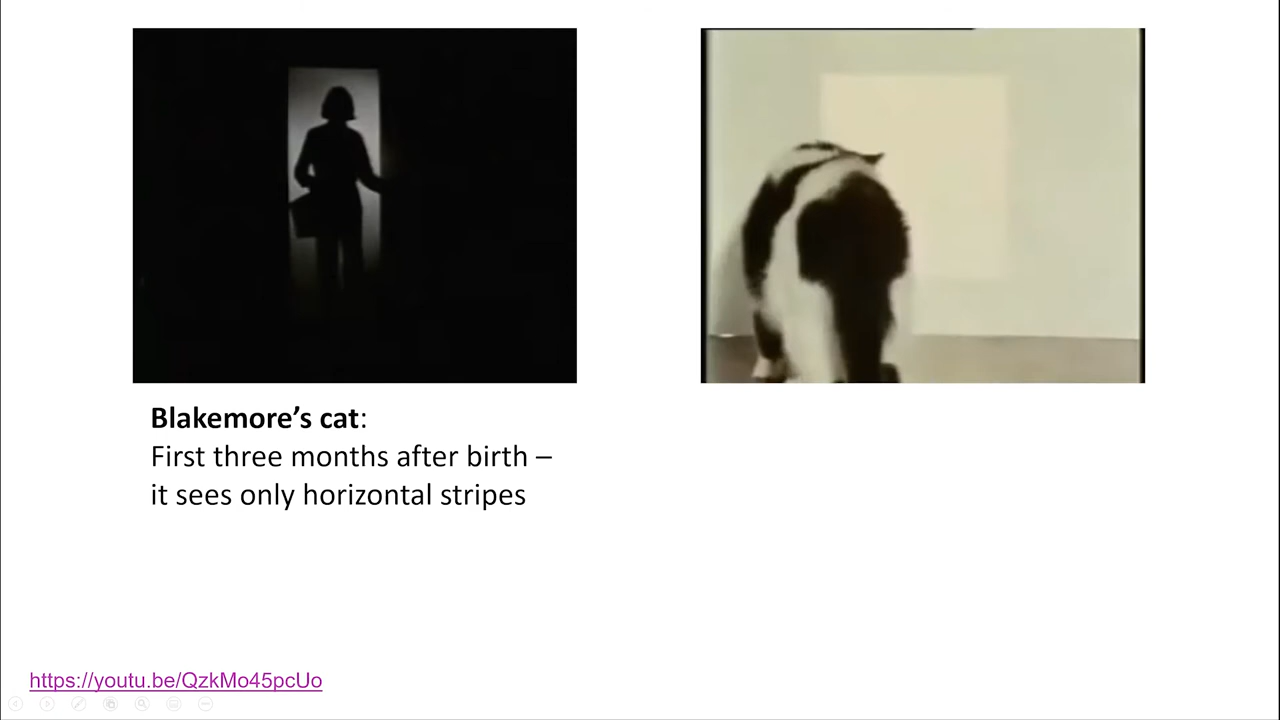 Blakemore’s cat:
First three months after birth –
it sees only horizontal stripes
https://youtu.be/QzkMo45pcUo